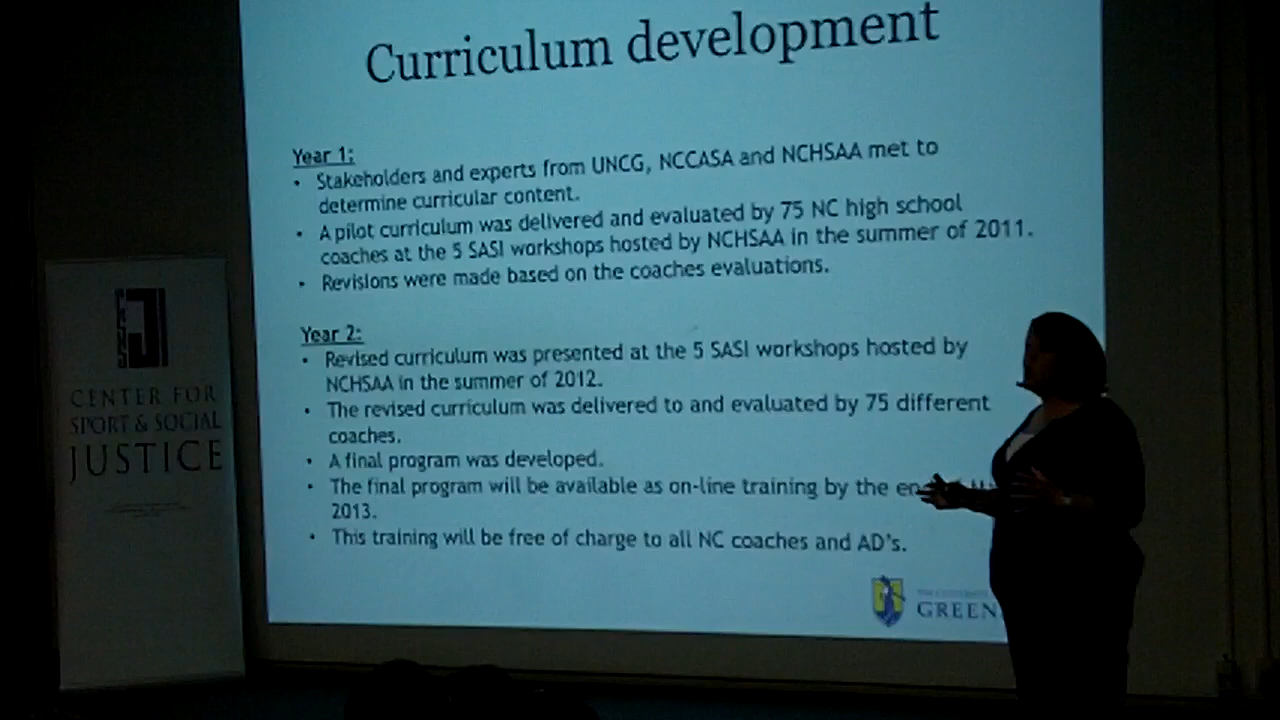 Curriculum development
Year 1:
• Stakeholders and experts from UNCG, NCCASA and NCHSAA met to
determine curricular content.
• A pilot curriculum was delivered and evaluated by 75 NC high school
coaches at the 5 SASI workshops hosted by NCHSAA in the summer of 2011.
• Revisions were made based on the coaches evaluations.
Year 2:
• Revised curriculum was presented at the 5 SASI workshops hosted by
NCHSAA in the summer of 2012.
• The revised curriculum was delivered to and evaluated by 75 different
coaches.
• A final program was developed.
• The final program will be available as on-line training by the
2013.
• This training will be free of charge to all NC coaches and AD's.
GREEN
CENTER FOR
SPORT & SOCIAL
JUSTICE